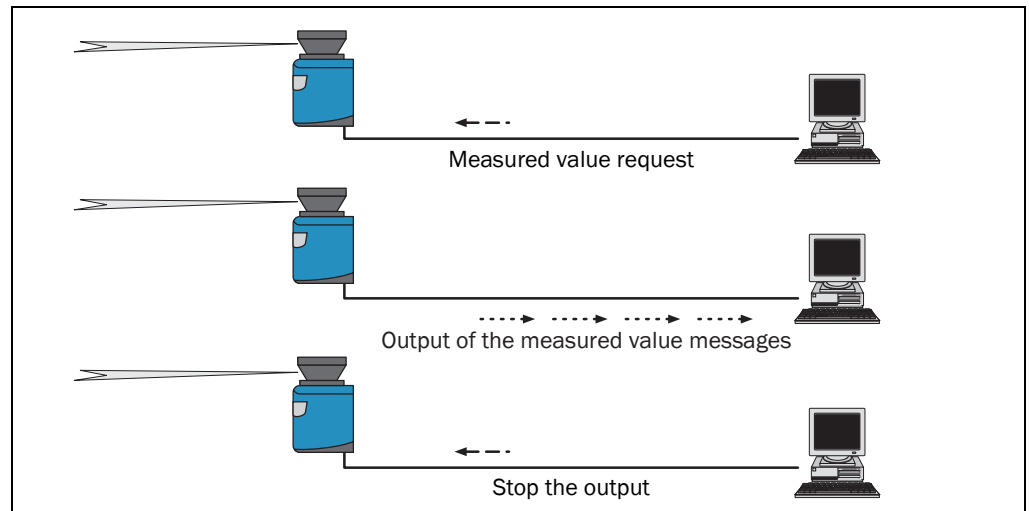 Measured value request
Output of the measured value messages
Stop the output